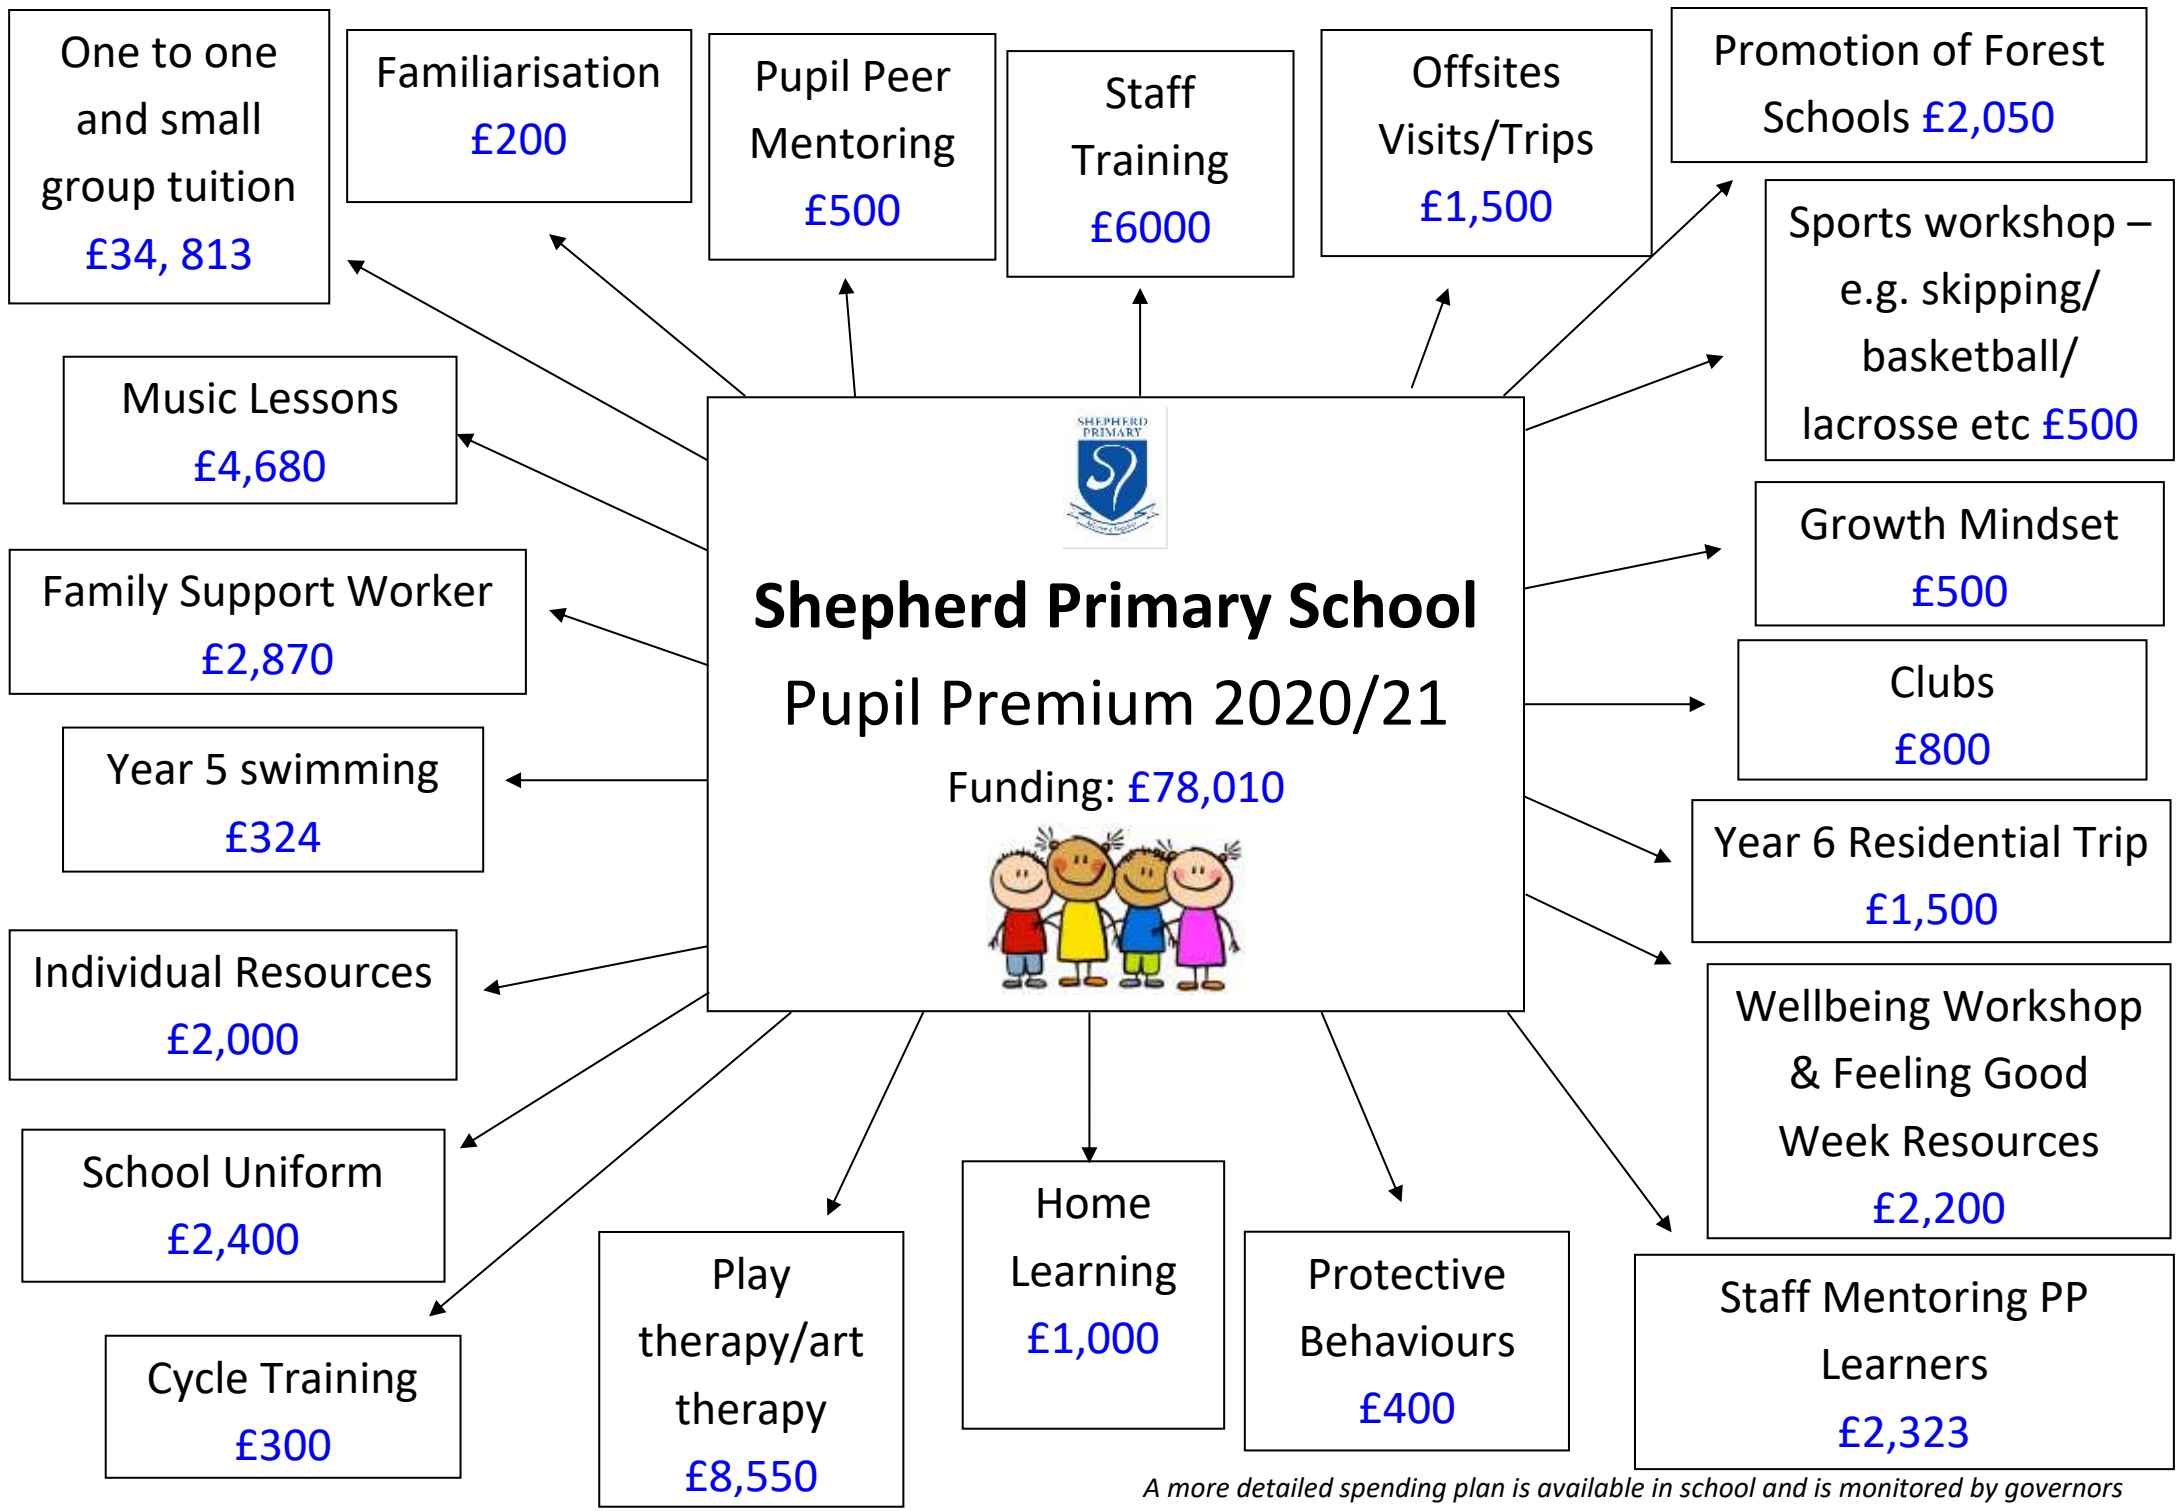 One to one
and small
group tuition
£34, 813
Familiarisation
£200
Pupil Peer
Mentoring
£500
Staff
Training
£6000
Offsites
Visits/Trips
£1,500
Promotion of Forest
Schools £2,050
Sports workshop –
e.g. skipping/
basketball/
lacrosse etc £500
Music Lessons
£4,680
Growth Mindset
£500
Family Support Worker
£2,870
Clubs
£800
Year 5 swimming
£324
Year 6 Residential Trip
£1,500
SHEPHERD
PRIMARY
Shepherd Primary School
Pupil Premium 2020/21
Funding: £78,010
Individual Resources
£2,000
Wellbeing Workshop
& Feeling Good
Week Resources
£2,200
School Uniform
£2,400
Cycle Training
£300
Play
therapy/art
therapy
£8,550
Home
Learning
£1,000
Protective
Behaviours
£400
Staff Mentoring PP
Learners
£2,323
A more detailed spending plan is available in school and is monitored by governors